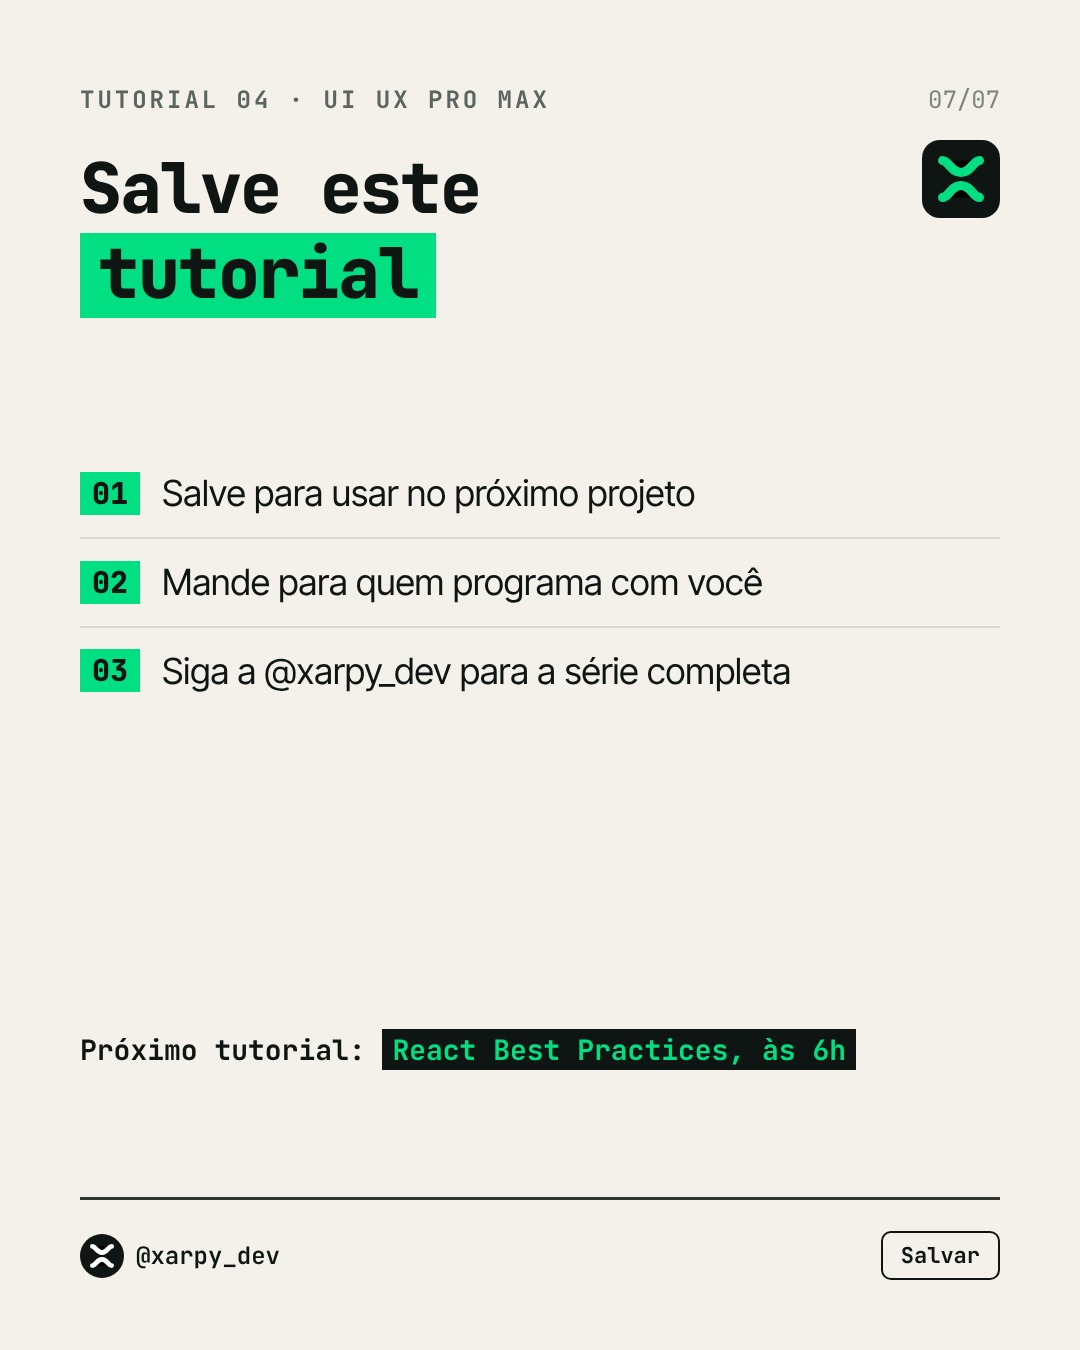 TUTORIAL 04 · UI UX PRO MAX
07/07
Salve este
tutorial
01 Salve para usar no próximo projeto
02 Mande para quem programa com você
03 Siga a @xarpy_dev para a série completa
Próximo tutorial: React Best Practices, às 6h
@xarpy_dev
Salvar